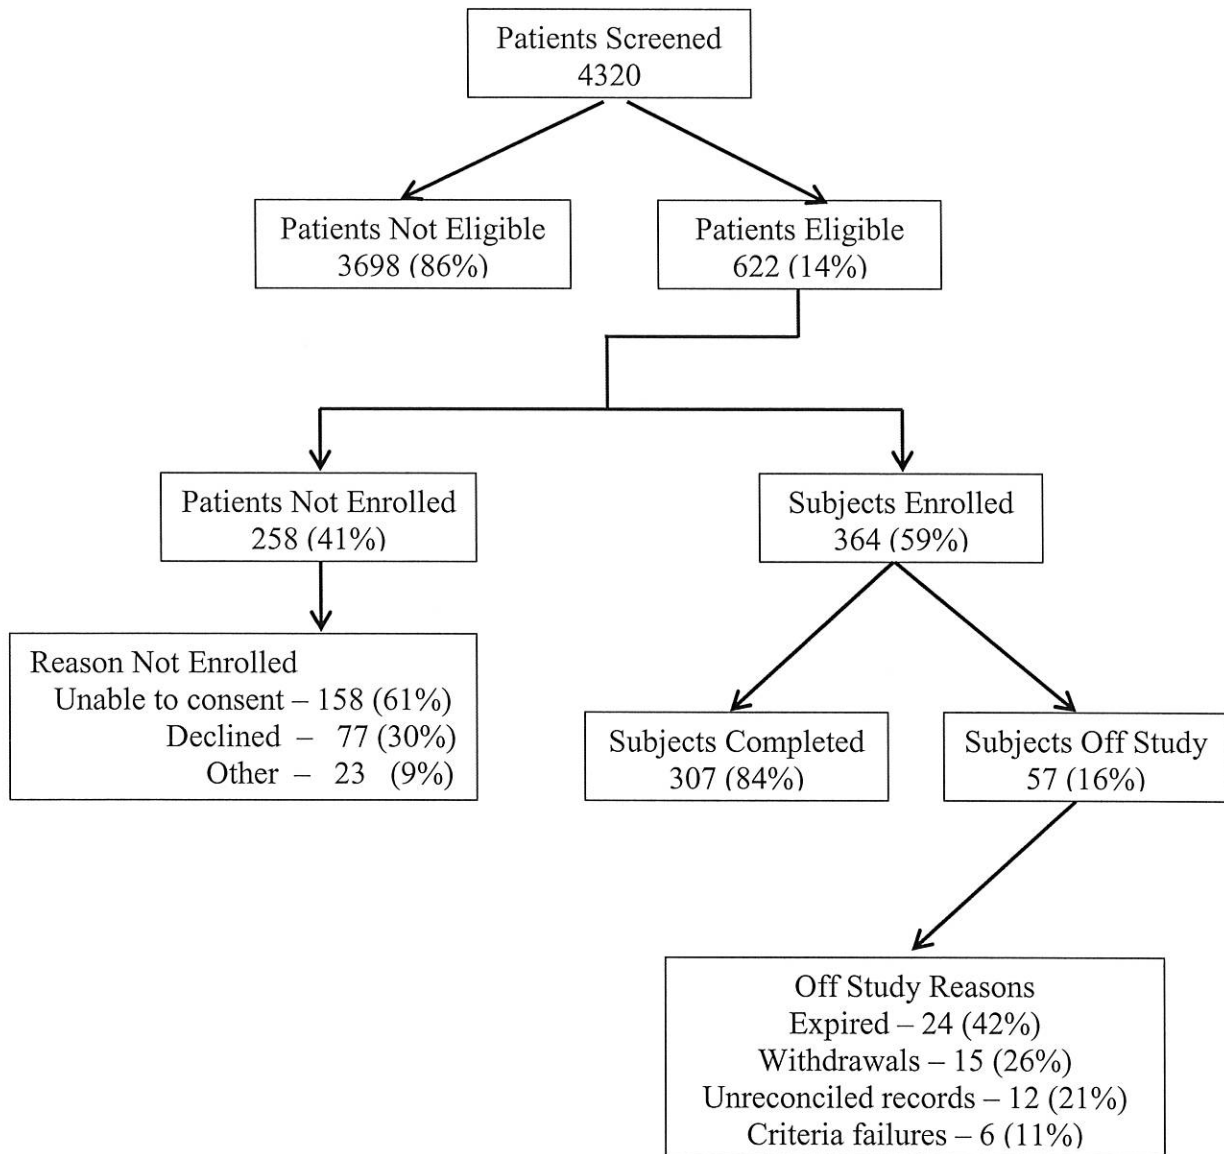 Patients Screened
4320
Patients Not Eligible
3698 (86%)
Patients Eligible
622 (14%)
Patients Not Enrolled
258 (41%)
Subjects Enrolled
364 (59%)
Reason Not Enrolled
Unable to consent – 158 (61%)
Declined – 77 (30%)
Other – 23 (9%)
Subjects Completed
307 (84%)
Subjects Off Study
57 (16%)
Off Study Reasons
Expired – 24 (42%)
Withdrawals – 15 (26%)
Unreconciled records – 12 (21%)
Criteria failures – 6 (11%)